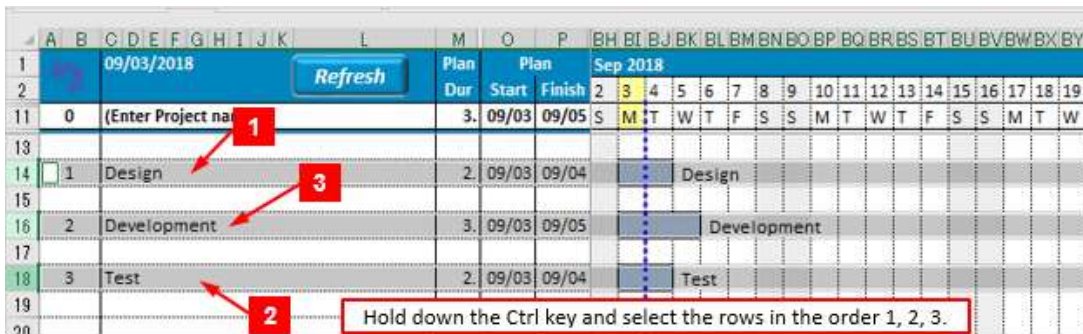 A B C D E F G H I J K L M O P BH BI BJ BK BL BM BN BO BP BQ BR BS BT BU BV BW BX BY
1 09/03/2018 Refresh Plan Plan Sep 2018
2 Dur Start Finish 2 3 4 5 6 7 8 9 10 11 12 13 14 15 16 17 18 19
11 0 (Enter Project na 3. 09/03 09/05 S M T W T F S S M T W T F S S M T W
1
13
14 1 Design 2. 09/03 09/04 Design
3
15
16 2 Development 3. 09/03 09/05 Development
17
18 3 Test 2. 09/03 09/04 Test
19
2 Hold down the Ctrl key and select the rows in the order 1, 2, 3.
20